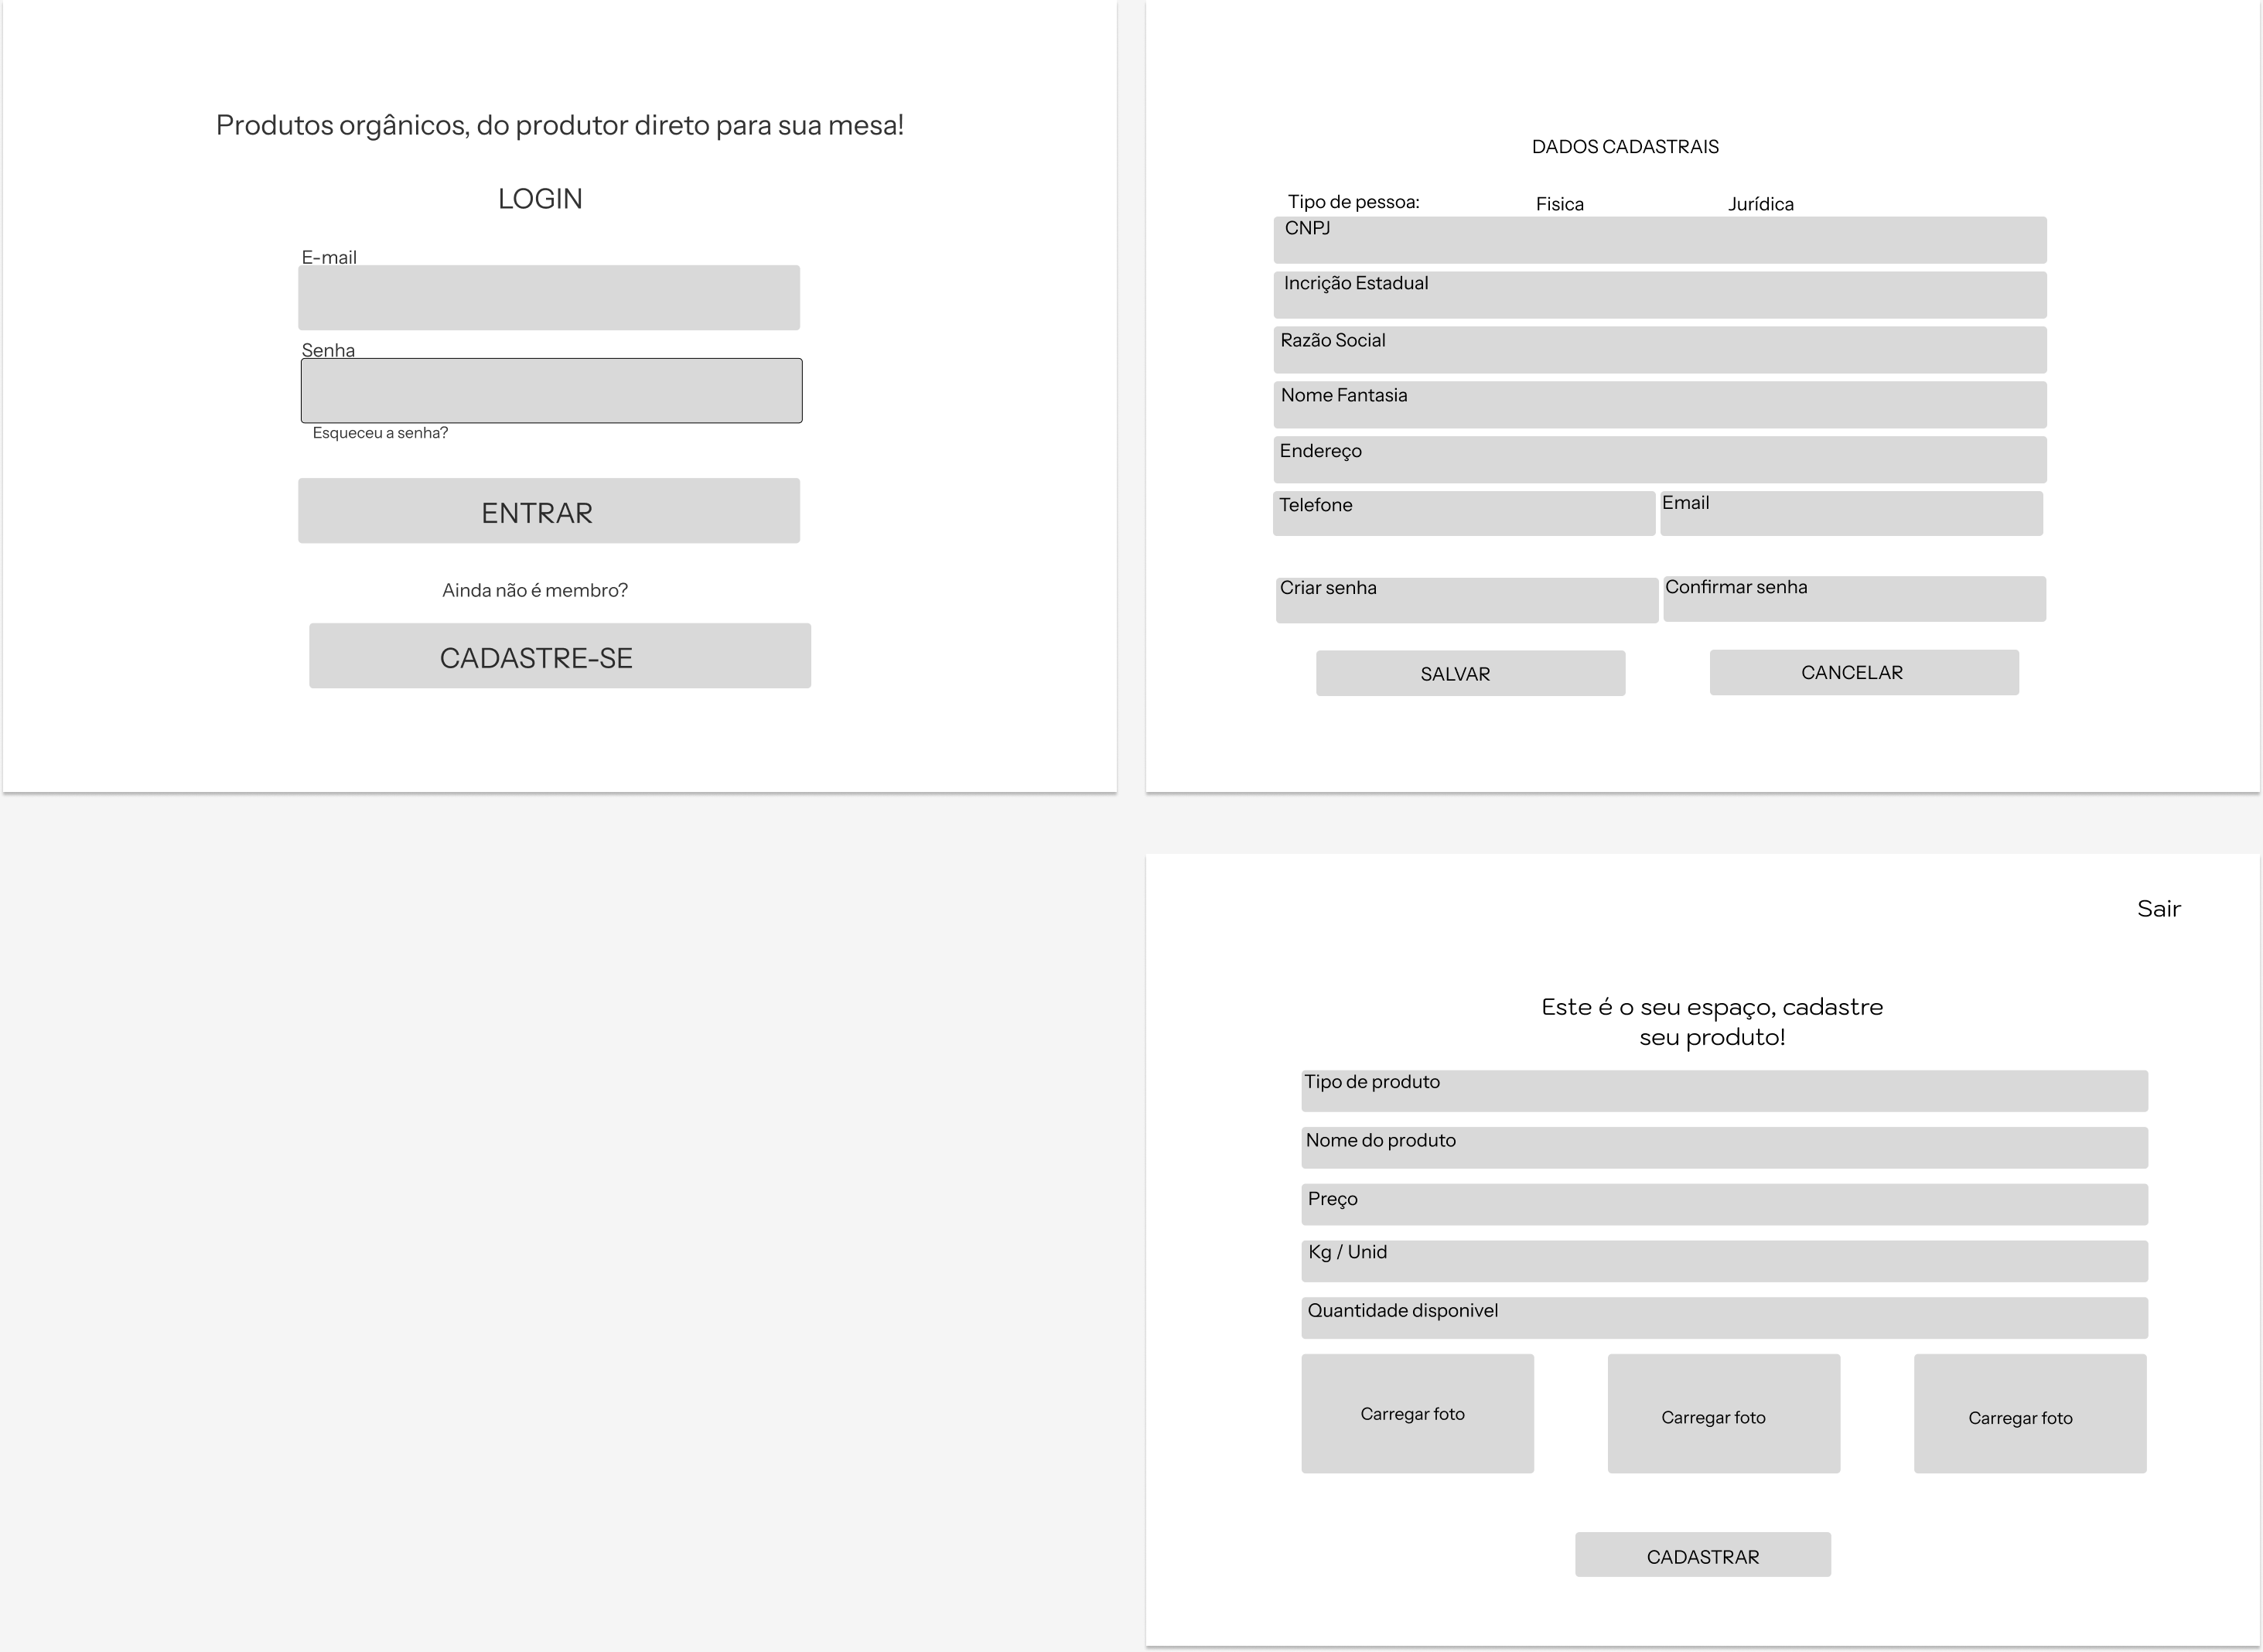 Produtos orgânicos, do produtor direto para sua mesa!
LOGIN
E-mail
Senha
Esqueceu a senha?
ENTRAR
Ainda não é membro?
CADASTRE-SE
DADOS CADASTRAIS
Tipo de pessoa: Fisica Jurídica
CNPJ
Incrição Estadual
Razão Social
Nome Fantasia
Endereço
Telefone Email
Criar senha Confirmar senha
SALVAR CANCELAR
Sair
Este é o seu espaço, cadastre
seu produto!
Tipo de produto
Nome do produto
Preço
Kg / Unid
Quantidade disponivel
Carregar foto Carregar foto Carregar foto
CADASTRAR